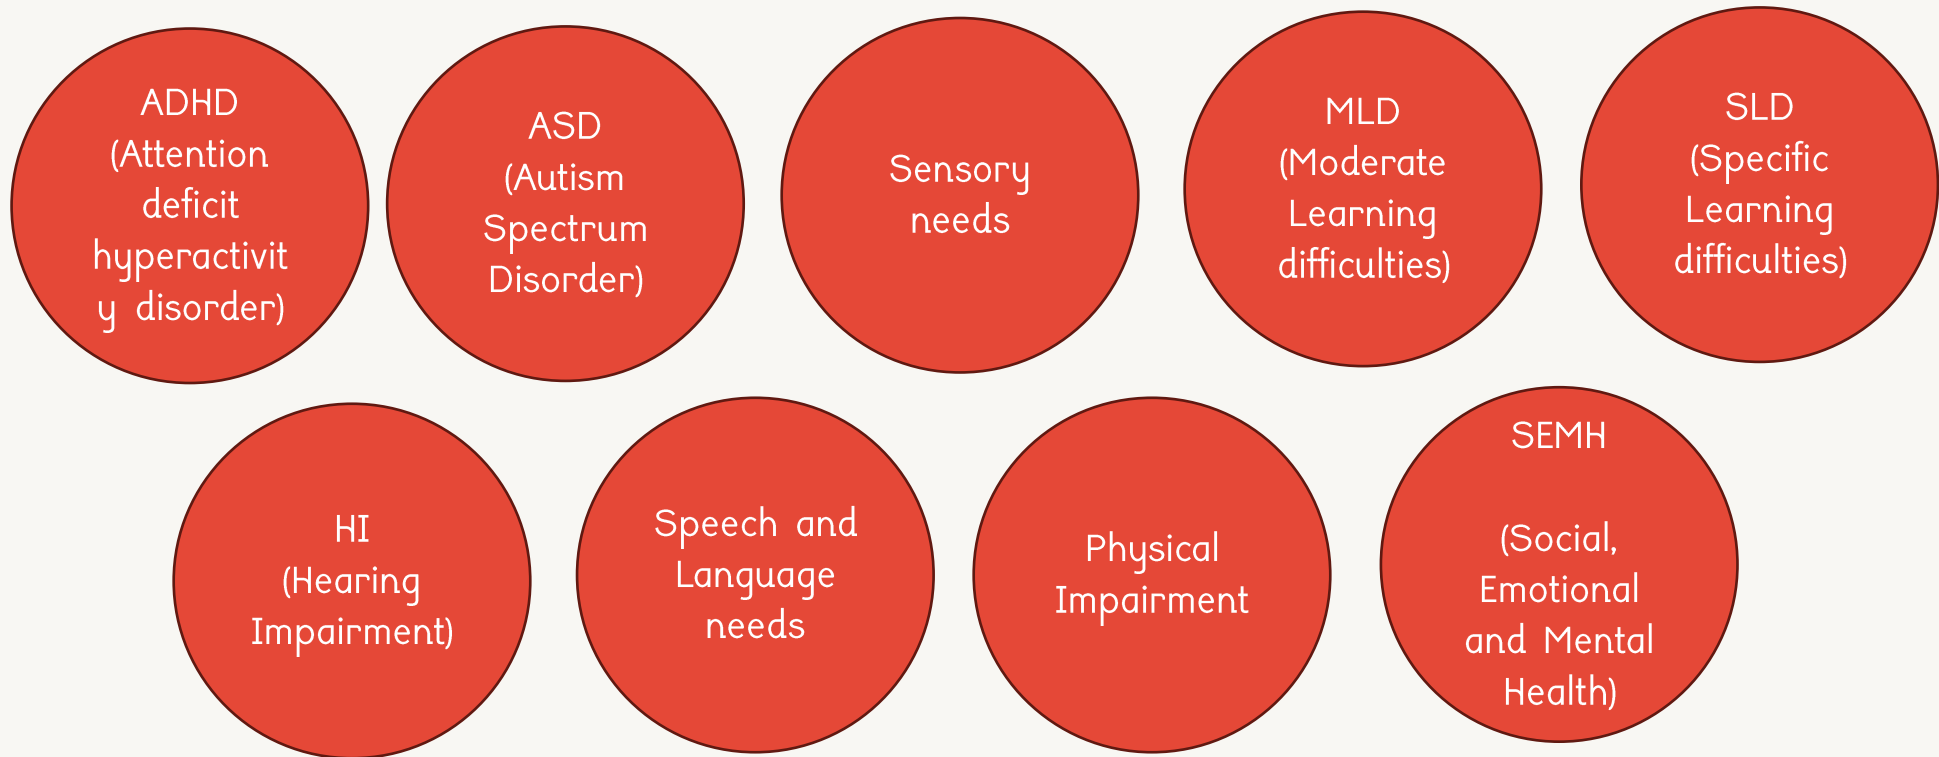 ADHD
(Attention
deficit
hyperactivit
y disorder)
ASD
(Autism
Spectrum
Disorder)
Sensory
needs
MLD
(Moderate
Learning
difficulties)
SLD
(Specific
Learning
difficulties)
HI
(Hearing
Impairment)
Speech and
Language
needs
Physical
Impairment
SEMH
(Social,
Emotional
and Mental
Health)